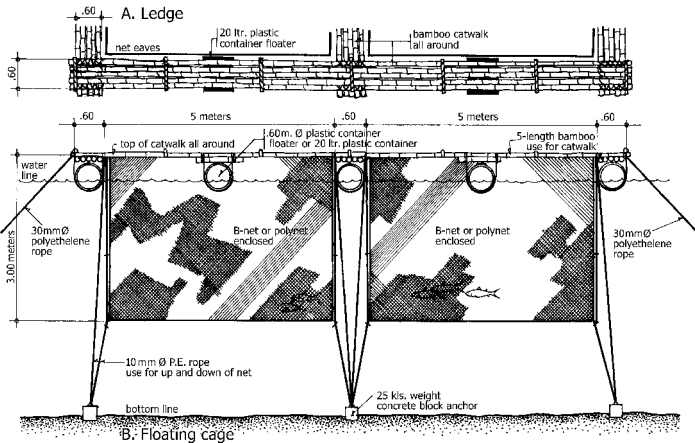 .60
A. Ledge
net eaves
20 ltr. plastic
container floater
bamboo catwalk
all around
.60
.60
5 meters
.60
5 meters
.60
top of catwalk all around
.60m. Ø plastic container
floater or 20 ltr. plastic container
5-length bamboo
use for catwalk
water
line
30mmØ
polyethelene
rope
B-net or polynet
enclosed
B-net or polynet
enclosed
30mmØ
polyethelene
rope
3.00 meters
10 mm Ø P.E. rope
use for up and down of net
25 kls. weight
concrete block anchor
bottom line
B. Floating cage